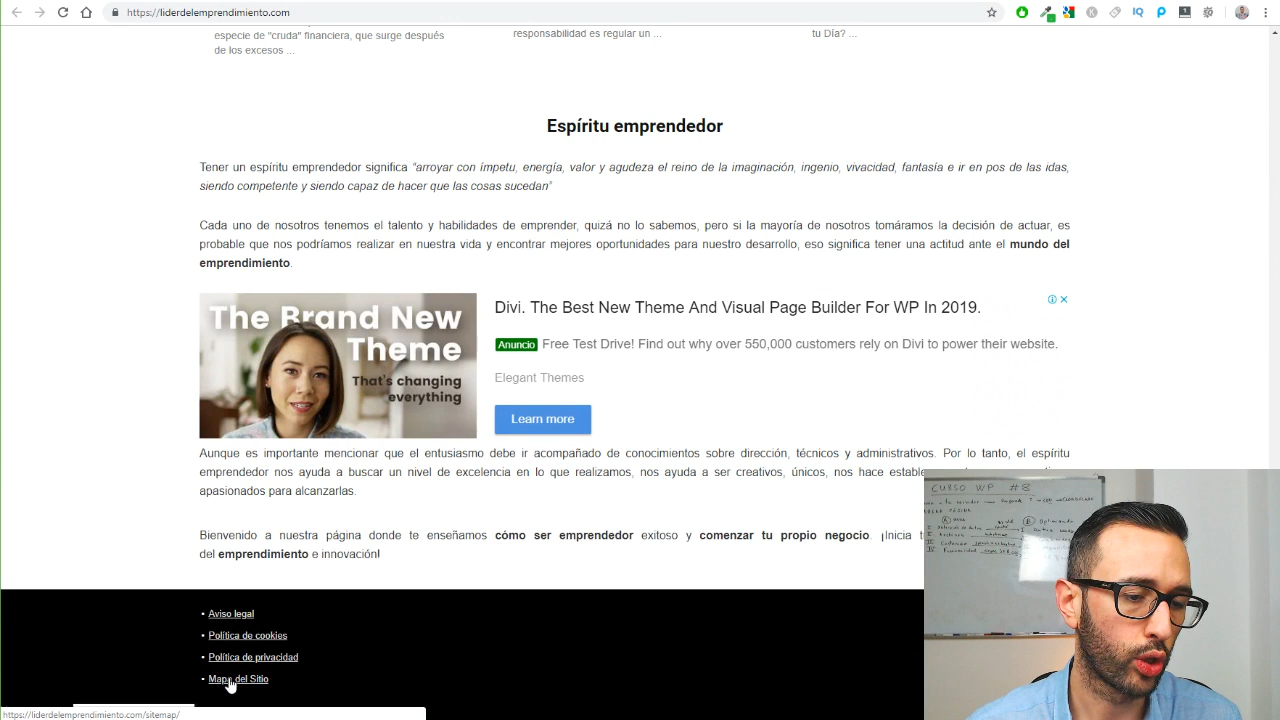 https://liderdelemprendimiento.com
especie de "cruda" financiera, que surge después
de los excesos ...
responsabilidad es regular un ...
tu Día? ...
Espíritu emprendedor
Tener un espíritu emprendedor significa "arroyar con ímpetu, energía, valor y agudeza el reino de la imaginación, ingenio, vivacidad, fantasía e ir en pos de las idas,
siendo competente y siendo capaz de hacer que las cosas sucedan"
Cada uno de nosotros tenemos el talento y habilidades de emprender, quizá no lo sabemos, pero si la mayoría de nosotros tomáramos la decisión de actuar, es
probable que nos podríamos realizar en nuestra vida y encontrar mejores oportunidades para nuestro desarrollo, eso significa tener una actitud ante el mundo del
emprendimiento.
The Brand New
Theme
That's changing
everything
Divi. The Best New Theme And Visual Page Builder For WP In 2019.
Anuncio Free Test Drive! Find out why over 550,000 customers rely on Divi to power their website.
Elegant Themes
Learn more
Aunque es importante mencionar que el entusiasmo debe ir acompañado de conocimientos sobre dirección, técnicos y administrativos. Por lo tanto, el espíritu
emprendedor nos ayuda a buscar un nivel de excelencia en lo que realizamos, nos ayuda a ser creativos, únicos, nos hace
apasionados para alcanzarlas.
Bienvenido a nuestra página donde te enseñamos cómo ser emprendedor exitoso y comenzar tu propio negocio. ¡Inicia
del emprendimiento e innovación!
CURSO WP #8
• Aviso legal
• Política de cookies
• Política de privacidad
• Mapa del Sitio
https://liderdelemprendimiento.com/sitemap/